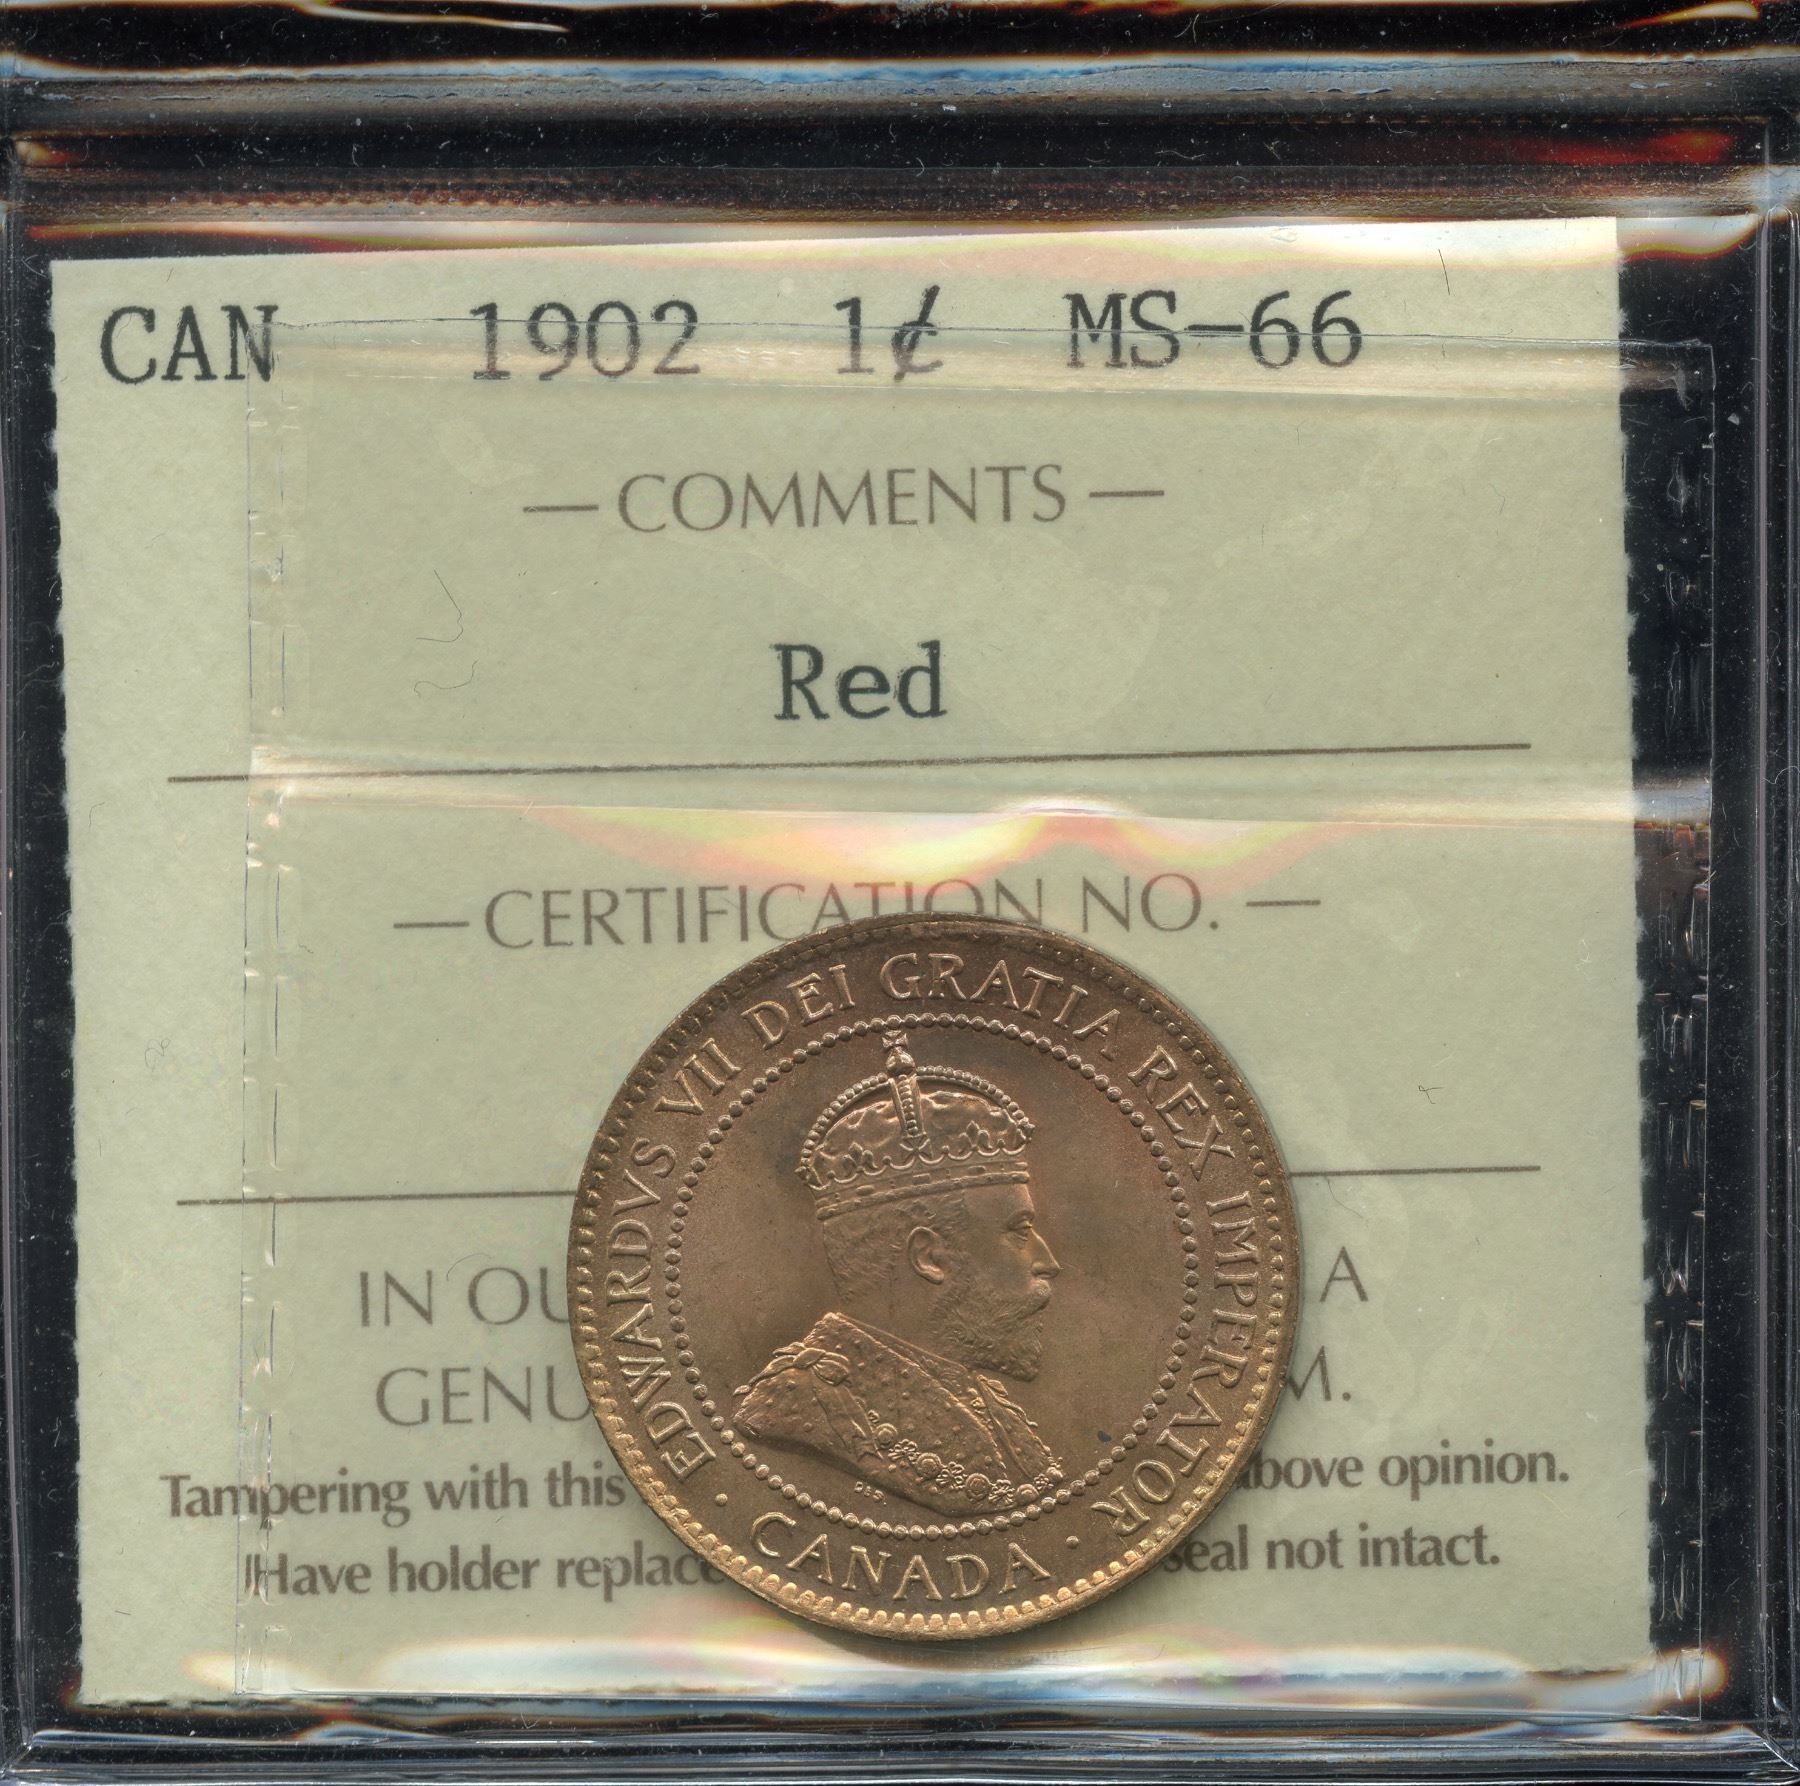 CAN 1902 1¢ MS-66
— COMMENTS —
Red
— CERTIFICATION NO. —
IN A
GENU M.
Tampering with this above opinion.
Have holder replace seal not intact.
EDWARDVS VII DEI GRATIA REX IMPERATOR
· CANADA ·
DES.